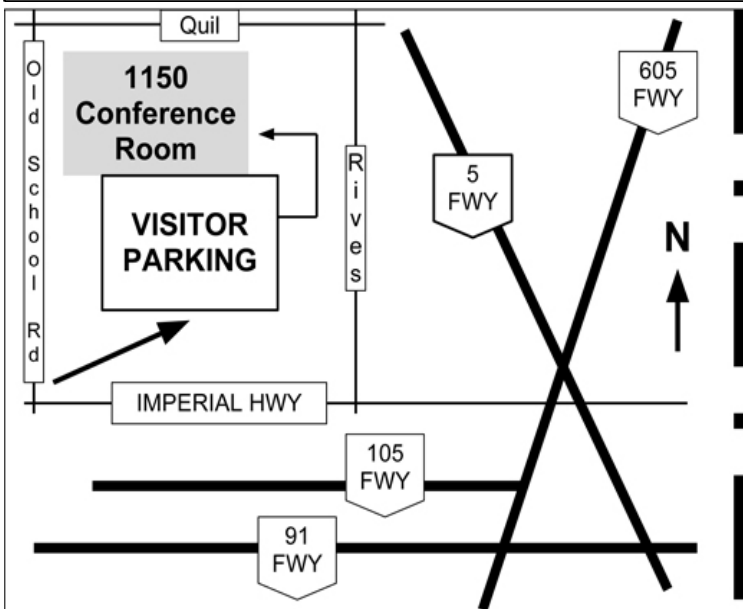 Quil
Old School Rd
1150
Conference
Room
Rives
VISITOR
PARKING
5
FWY
605
FWY
N
IMPERIAL HWY
105
FWY
91
FWY